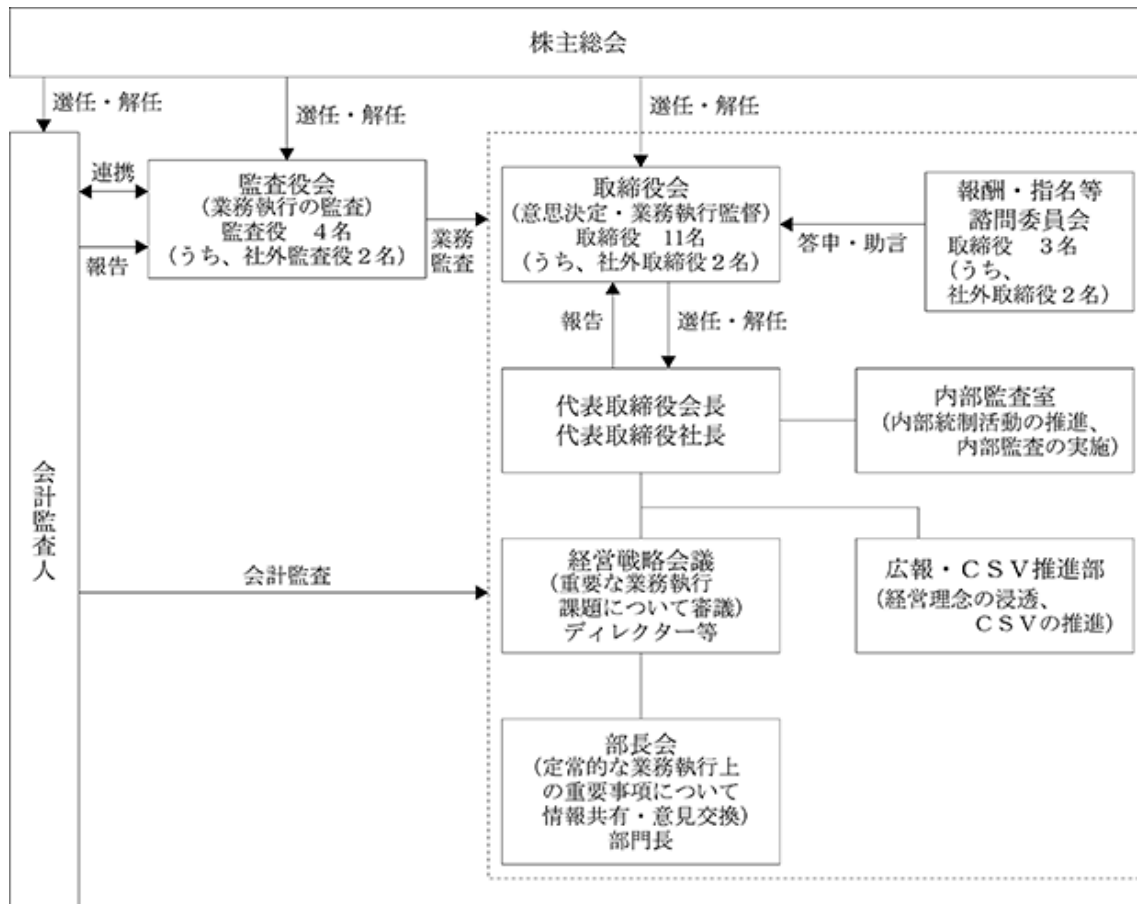 株主総会
選任・解任
選任・解任
選任・解任
連携
報告
監査役会
(業務執行の監査)
監査役　４名
(うち、社外監査役２名)
業務
監査
取締役会
(意思決定・業務執行監督)
取締役　11名
(うち、社外取締役２名)
答申・助言
報酬・指名等
諮問委員会
取締役　３名
(うち、
社外取締役２名)
報告
選任・解任
代表取締役会長
代表取締役社長
内部監査室
(内部統制活動の推進、
内部監査の実施)
会計監査人
会計監査
経営戦略会議
(重要な業務執行
課題について審議)
ディレクター等
広報・ＣＳＶ推進部
(経営理念の浸透、
ＣＳＶの推進)
部長会
(定常的な業務執行上
の重要事項について
情報共有・意見交換)
部門長